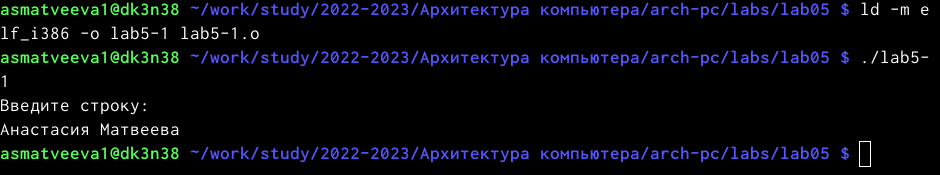 asmatveeva1@dk3n38 ~/work/study/2022-2023/Архитектура компьютера/arch-pc/labs/lab05 $ ld -m e
lf_i386 -o lab5-1 lab5-1.o
asmatveeva1@dk3n38 ~/work/study/2022-2023/Архитектура компьютера/arch-pc/labs/lab05 $ ./lab5-
1
Введите строку:
Анастасия Матвеева
asmatveeva1@dk3n38 ~/work/study/2022-2023/Архитектура компьютера/arch-pc/labs/lab05 $